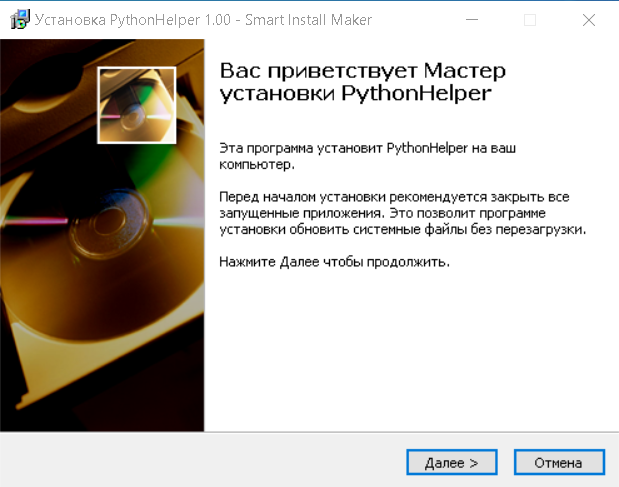 Установка PythonHelper 1.00 - Smart Install Maker
Вас приветствует Мастер
установки PythonHelper
Эта программа установит PythonHelper на ваш
компьютер.
Перед началом установки рекомендуется закрыть все
запущенные приложения. Это позволит программе
установки обновить системные файлы без перезагрузки.
Нажмите Далее чтобы продолжить.
Далее >
Отмена